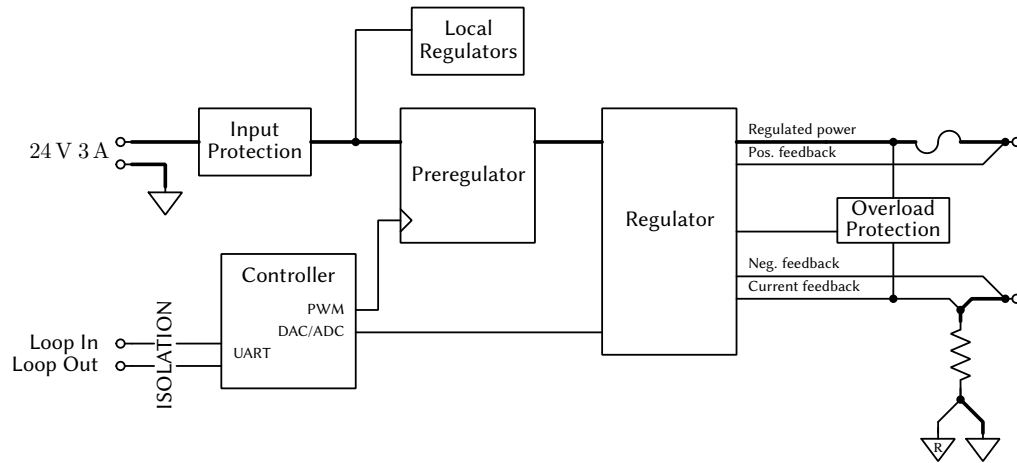 Local
Regulators
24 V 3 A
Input
Protection
Preregulator
Regulator
Regulated power
Pos. feedback
Overload
Protection
Neg. feedback
Current feedback
Controller
PWM
DAC/ADC
UART
Loop In
Loop Out
ISOLATION
R